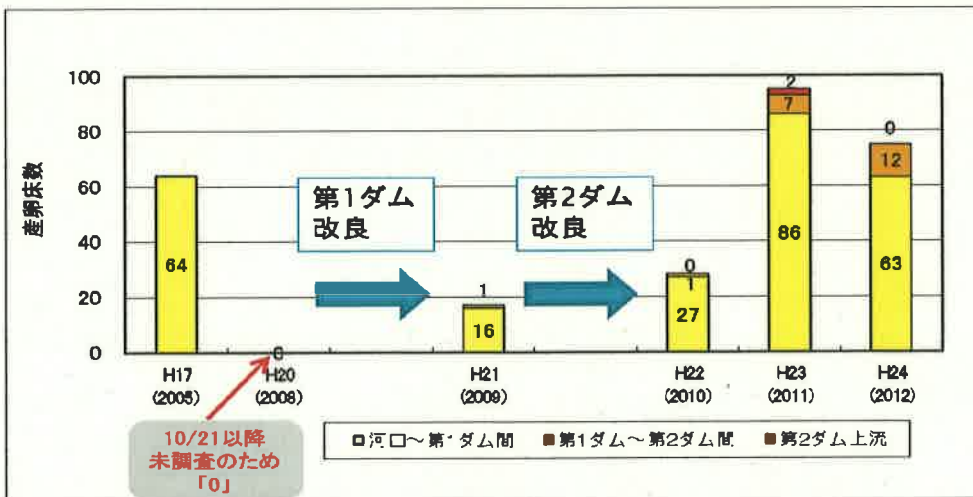 産卵床数
100
80
60
40
20
0
第1ダム
改良
第2ダム
改良
64
0
1
16
0
1
27
2
7
86
0
12
63
H17
(2005)
H20
(2008)
H21
(2009)
H22
(2010)
H23
(2011)
H24
(2012)
10/21以降
未調査のため
「0」
河口～第1ダム間
第1ダム～第2ダム間
第2ダム上流